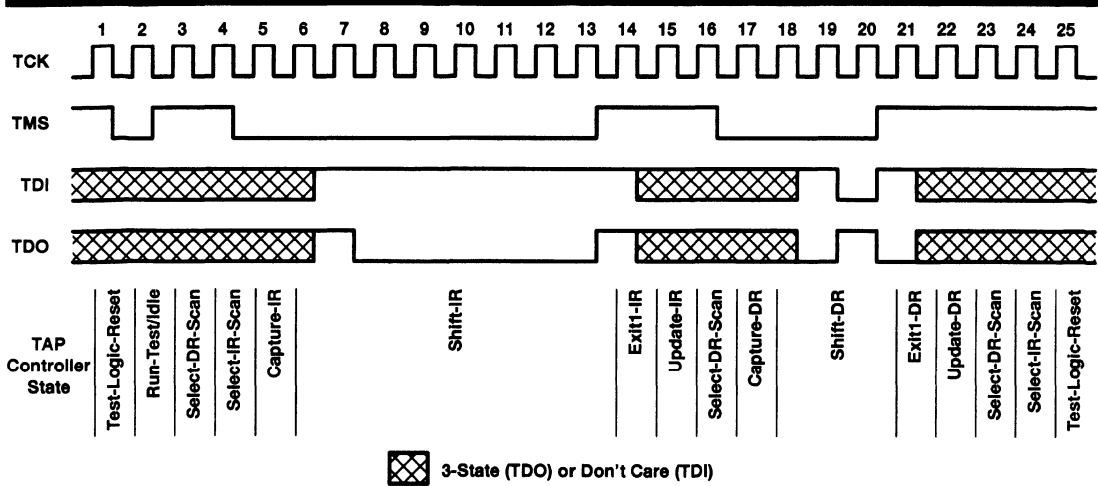 1 2 3 4 5 6 7 8 9 10 11 12 13 14 15 16 17 18 19 20 21 22 23 24 25
TCK
TMS
TDI
TDO
TAP
Controller
State
Test-Logic-Reset
Run-Test/Idle
Select-DR-Scan
Select-IR-Scan
Capture-IR
Shift-IR
Exit1-IR
Update-IR
Select-DR-Scan
Capture-DR
Shift-DR
Exit1-DR
Update-DR
Select-DR-Scan
Select-IR-Scan
Test-Logic-Reset
3-State (TDO) or Don't Care (TDI)